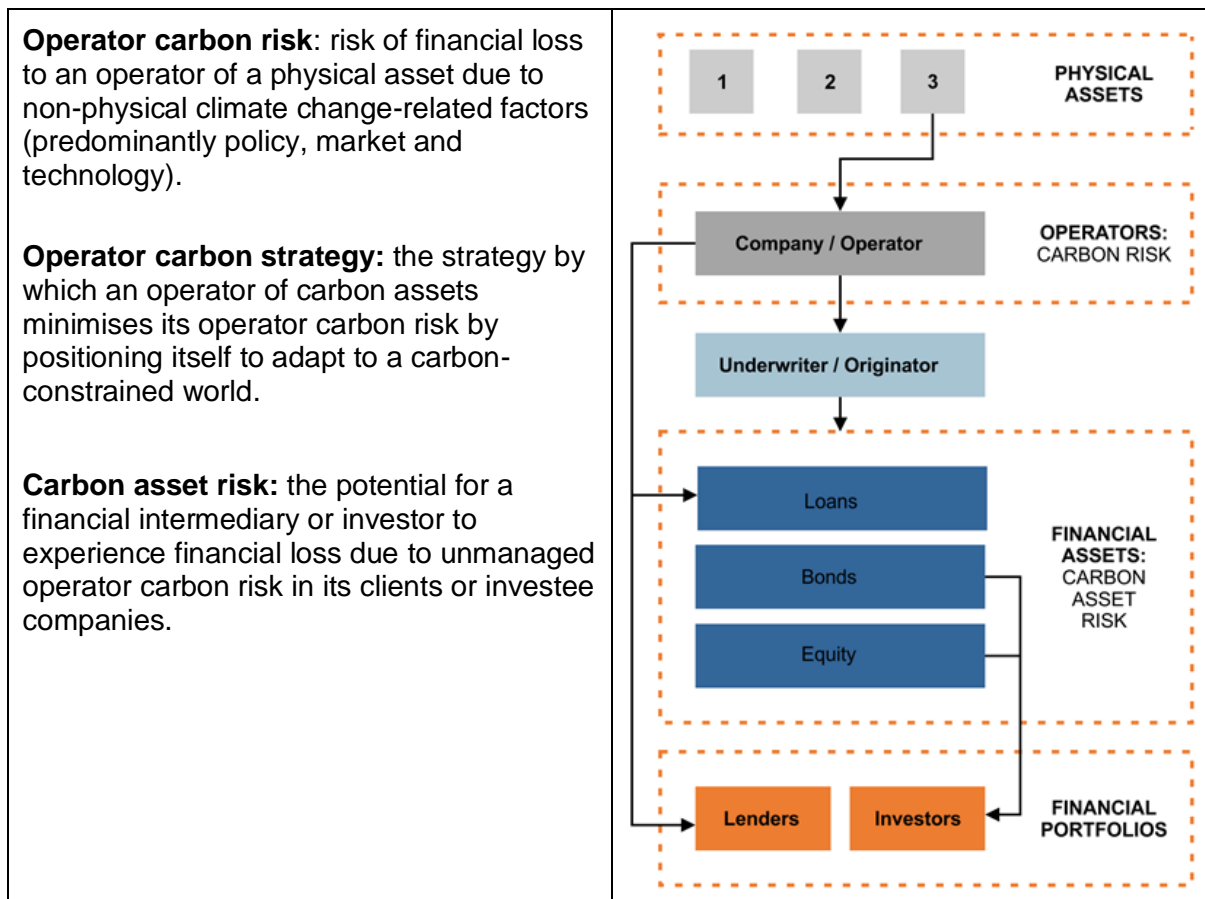 Operator carbon risk: risk of financial loss
to an operator of a physical asset due to
non-physical climate change-related factors
(predominantly policy, market and
technology).
Operator carbon strategy: the strategy by
which an operator of carbon assets
minimises its operator carbon risk by
positioning itself to adapt to a carbon-
constrained world.
Carbon asset risk: the potential for a
financial intermediary or investor to
experience financial loss due to unmanaged
operator carbon risk in its clients or investee
companies.
1 2 3
PHYSICAL
ASSETS
Company / Operator
OPERATORS:
CARBON RISK
Underwriter / Originator
Loans
Bonds
Equity
FINANCIAL
ASSETS:
CARBON
ASSET
RISK
Lenders
Investors
FINANCIAL
PORTFOLIOS